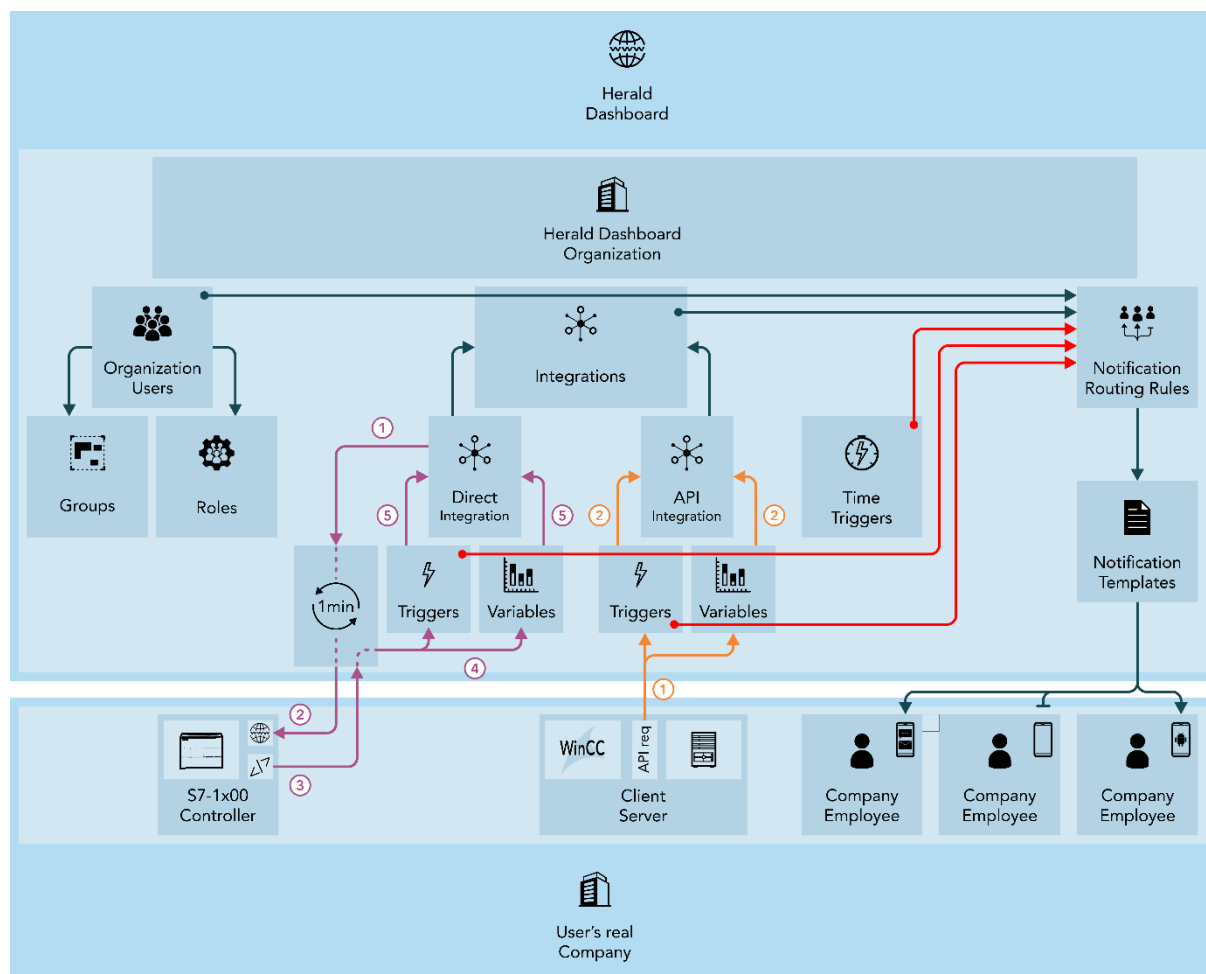 Herald
Dashboard
Herald Dashboard
Organization
Organization
Users
Integrations
Notification
Routing Rules
Groups
Roles
1
Direct
Integration
API
Integration
Time
Triggers
5
5
2
2
Notification
Templates
1min
Triggers
Variables
Triggers
Variables
4
1
2
3
S7-1x00
Controller
WinCC
API req
Client
Server
Company
Employee
Company
Employee
Company
Employee
User's real
Company